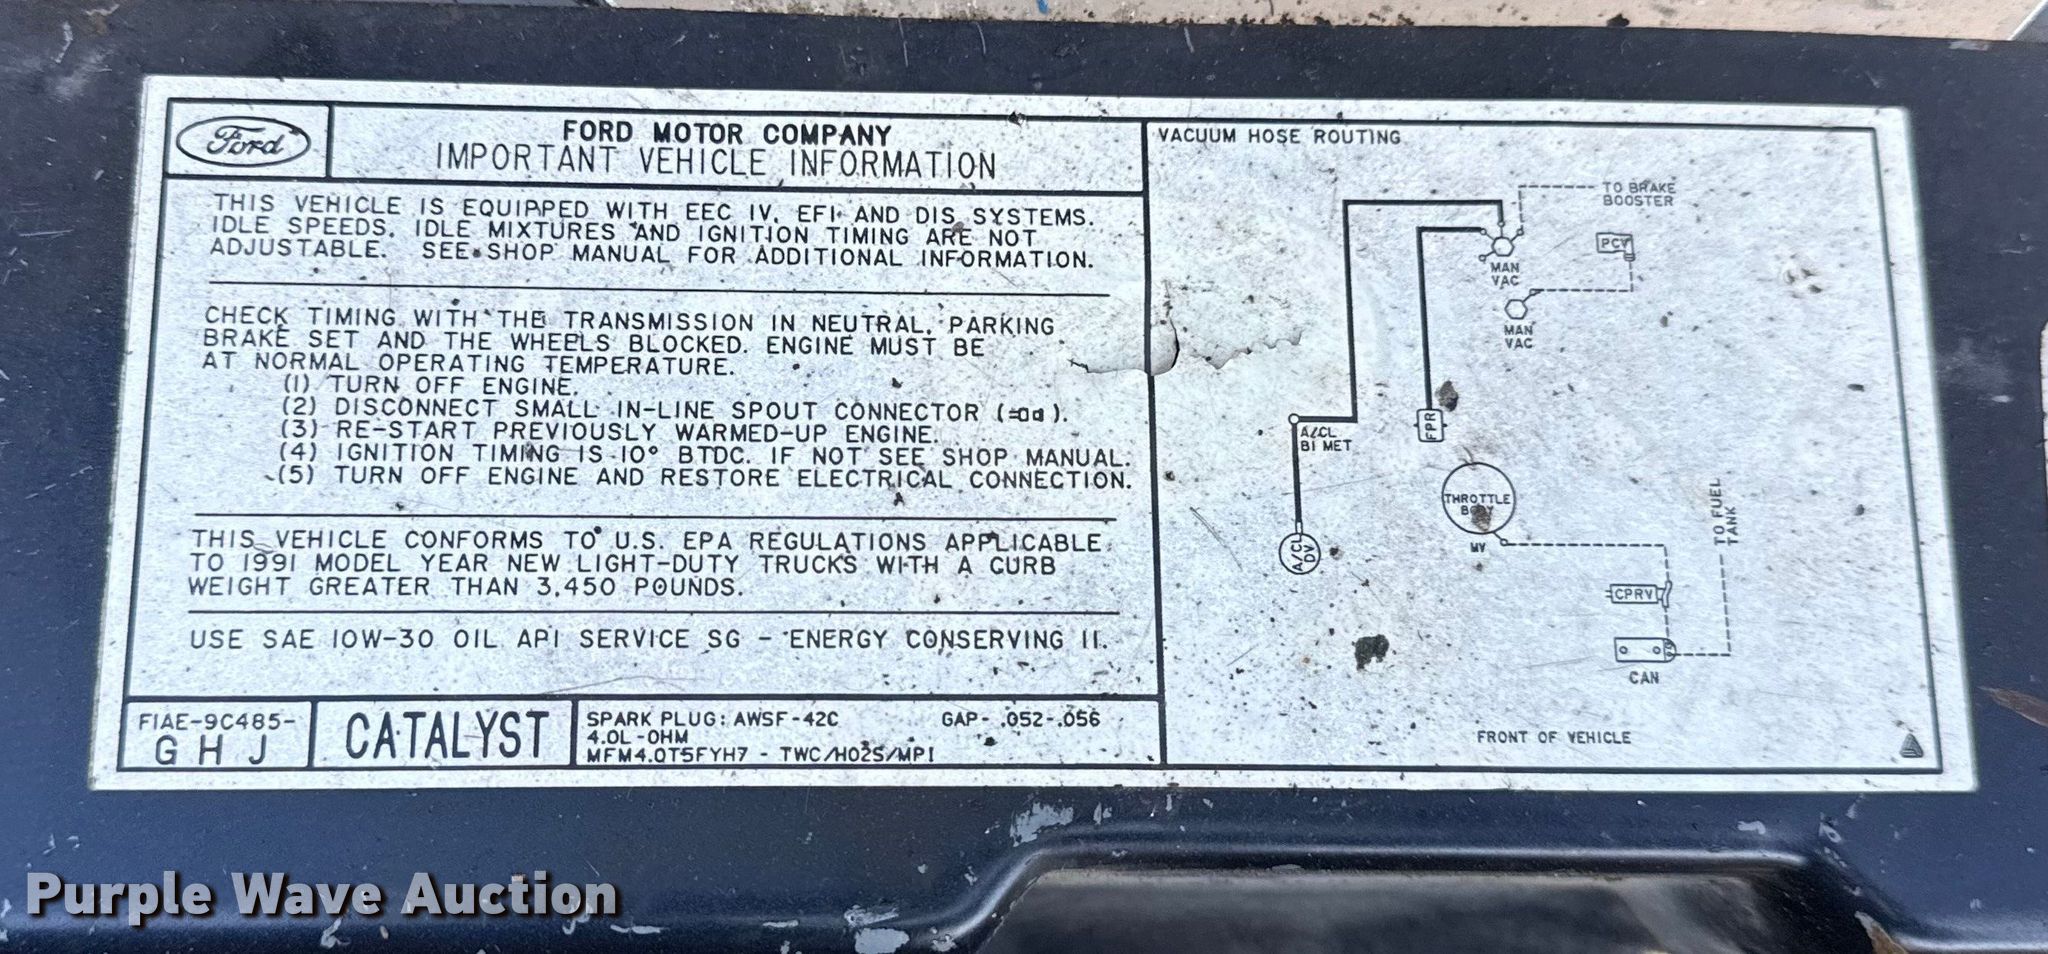 Ford
FORD MOTOR COMPANY
IMPORTANT VEHICLE INFORMATION
THIS VEHICLE IS EQUIPPED WITH EEC IV, EFI AND DIS SYSTEMS.
IDLE SPEEDS, IDLE MIXTURES AND IGNITION TIMING ARE NOT
ADJUSTABLE. SEE SHOP MANUAL FOR ADDITIONAL INFORMATION.
CHECK TIMING WITH THE TRANSMISSION IN NEUTRAL, PARKING
BRAKE SET AND THE WHEELS BLOCKED. ENGINE MUST BE
AT NORMAL OPERATING TEMPERATURE.
(1) TURN OFF ENGINE.
(2) DISCONNECT SMALL IN-LINE SPOUT CONNECTOR ( ).
(3) RE-START PREVIOUSLY WARMED-UP ENGINE.
(4) IGNITION TIMING IS 10° BTDC. IF NOT SEE SHOP MANUAL.
(5) TURN OFF ENGINE AND RESTORE ELECTRICAL CONNECTION.
THIS VEHICLE CONFORMS TO U.S. EPA REGULATIONS APPLICABLE
TO 1991 MODEL YEAR NEW LIGHT-DUTY TRUCKS WITH A CURB
WEIGHT GREATER THAN 3,450 POUNDS.
USE SAE 10W-30 OIL API SERVICE SG - ENERGY CONSERVING II.
F1AE-9C485-
G H J
CATALYST
SPARK PLUG: AWSF-42C GAP- .052-.056
4.0L-OHM
MFM4.0T5FYH7 - TWC/HO2S/MPI
VACUUM HOSE ROUTING
TO BRAKE
BOOSTER
PCV
MAN
VAC
MAN
VAC
A/CL
BI MET
FPR
THROTTLE
BODY
TO FUEL
TANK
A/CL
DV
MV
CPRV
CAN
FRONT OF VEHICLE
Purple Wave Auction